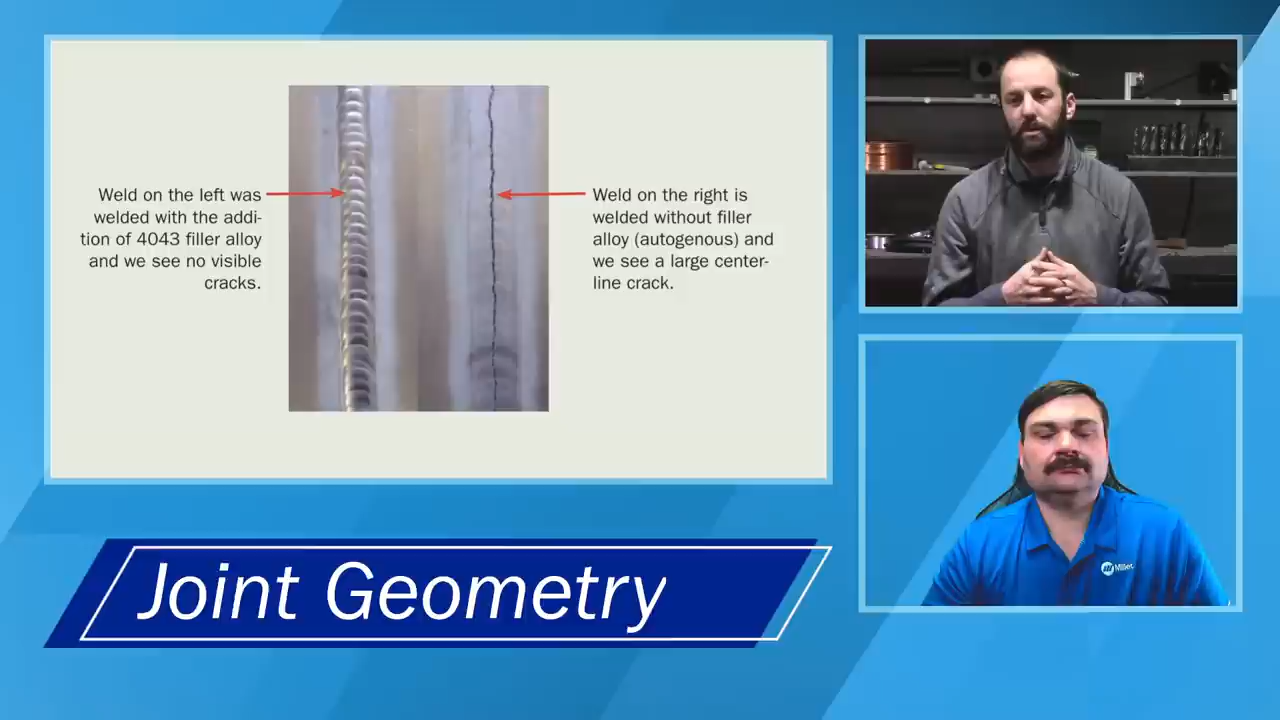 Weld on the left was
welded with the addi-
tion of 4043 filler alloy
and we see no visible
cracks.
Weld on the right is
welded without filler
alloy (autogenous) and
we see a large center-
line crack.
Miller
Joint Geometry